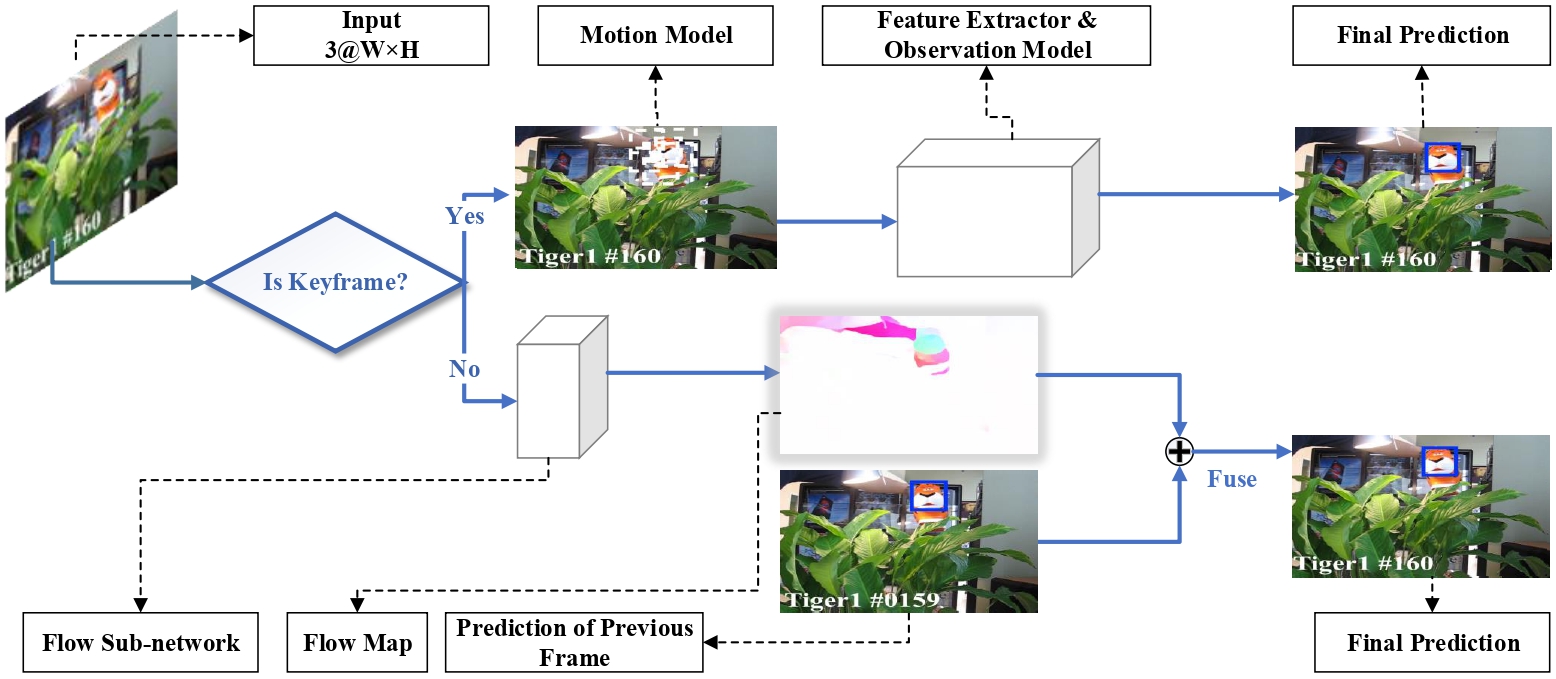 Input
3@W×H
Motion Model
Feature Extractor &
Observation Model
Final Prediction
Tiger1 #160
Is Keyframe?
Yes
No
Tiger1 #160
Tiger1 #160
Fuse
Tiger1 #0159
Tiger1 #160
Flow Sub-network
Flow Map
Prediction of Previous
Frame
Final Prediction